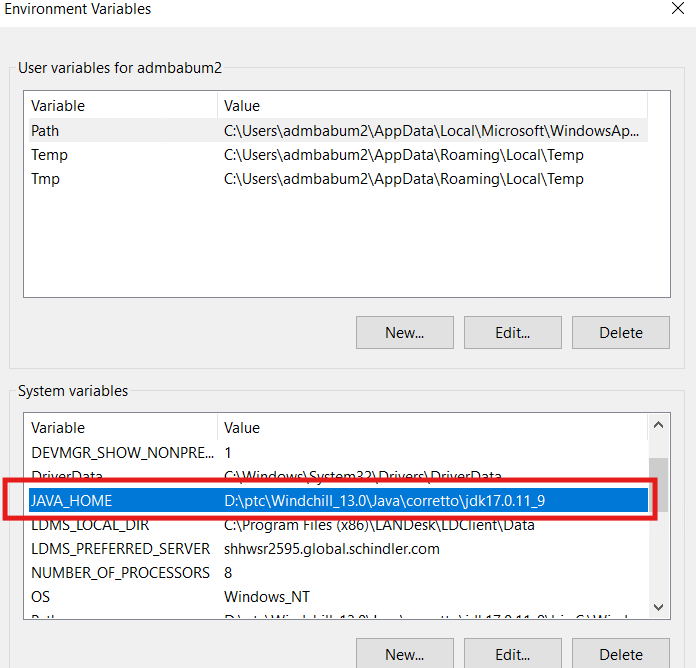 Environment Variables
User variables for admbabum2
Variable Value
Path C:\Users\admbabum2\AppData\Local\Microsoft\WindowsAp...
Temp C:\Users\admbabum2\AppData\Roaming\Local\Temp
Tmp C:\Users\admbabum2\AppData\Roaming\Local\Temp
New... Edit... Delete
System variables
Variable Value
DEVMGR_SHOW_NONPRE... 1
DriverData C:\Windows\System32\Drivers\DriverData
JAVA_HOME D:\ptc\Windchill_13.0\Java\corretto\jdk17.0.11_9
LDMS_LOCAL_DIR C:\Program Files (x86)\LANDesk\LDClient\Data
LDMS_PREFERRED_SERVER shhwsr2595.global.schindler.com
NUMBER_OF_PROCESSORS 8
OS Windows_NT
Path
New... Edit... Delete